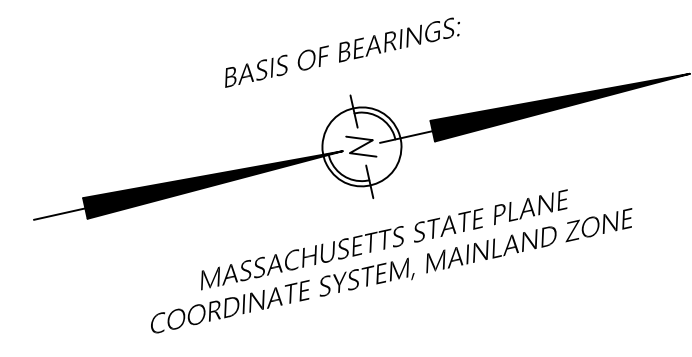 BASIS OF BEARINGS:
N
MASSACHUSETTS STATE PLANE
COORDINATE SYSTEM, MAINLAND ZONE